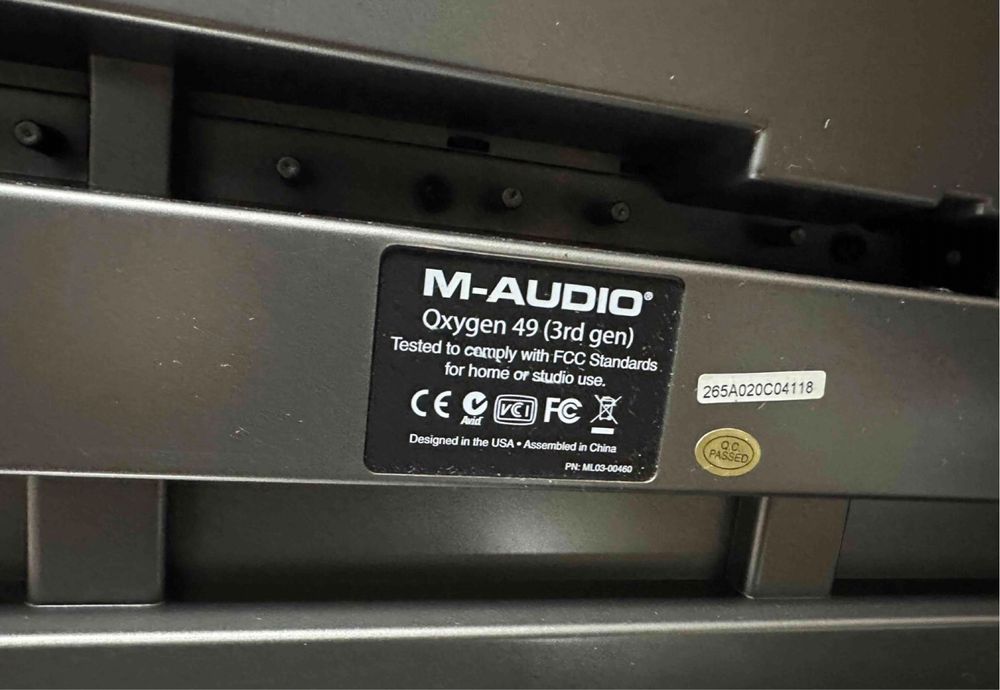 M-AUDIO®
Oxygen 49 (3rd gen)
Tested to comply with FCC Standards
for home or studio use.
CE Avid VCI FC
Designed in the USA • Assembled in China
PN: ML03-00460
265A020C04118
Q.C.
PASSED